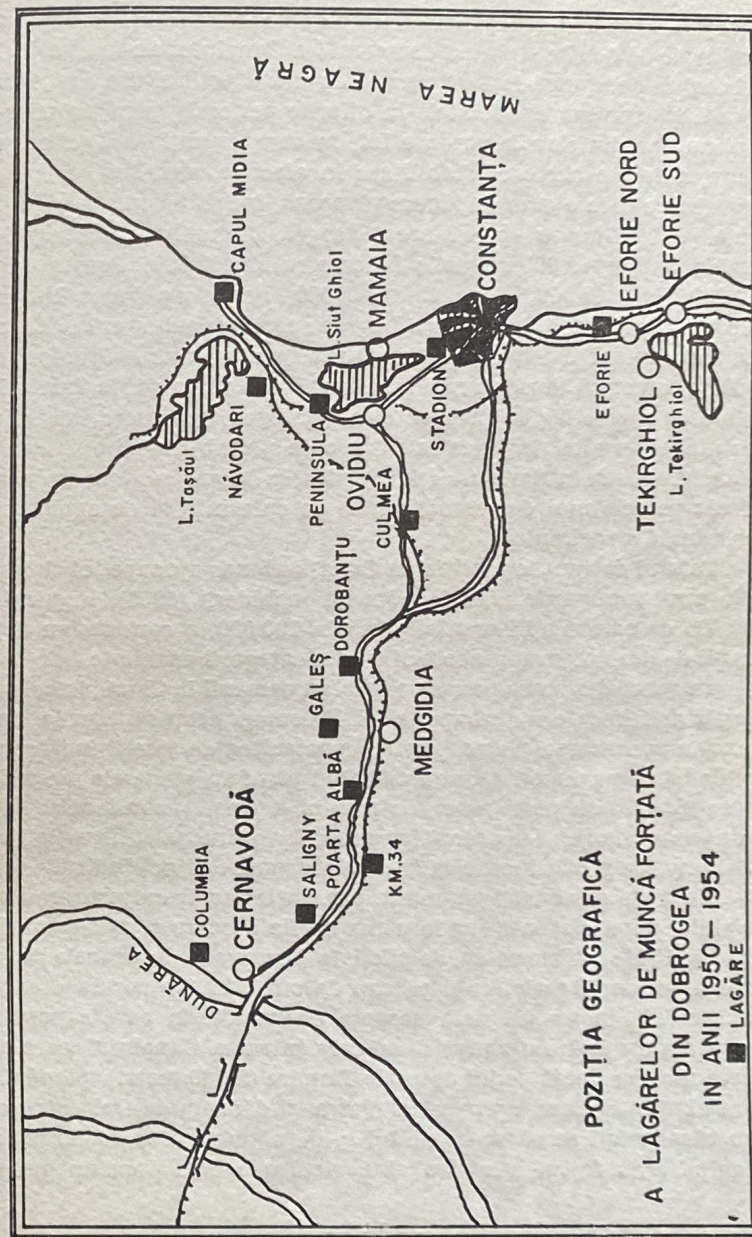 MAREA NEAGRĂ
CAPUL MIDIA
L. Tașăul
NĂVODARI
PENINSULA
L. Siut Ghiol
MAMAIA
OVIDIU
CULMEA
STADION
CONSTANȚA
EFORIE
EFORIE NORD
EFORIE SUD
TEKIRGHIOL
L. Tekirghiol
DOROBANȚU
GALEȘ
MEDGIDIA
POARTA ALBĂ
KM.34
SALIGNY
CERNAVODĂ
COLUMBIA
DUNĂREA
POZIȚIA GEOGRAFICĂ
A LAGĂRELOR DE MUNCĂ FORȚATĂ
DIN DOBROGEA
IN ANII 1950–1954
LAGĂRE